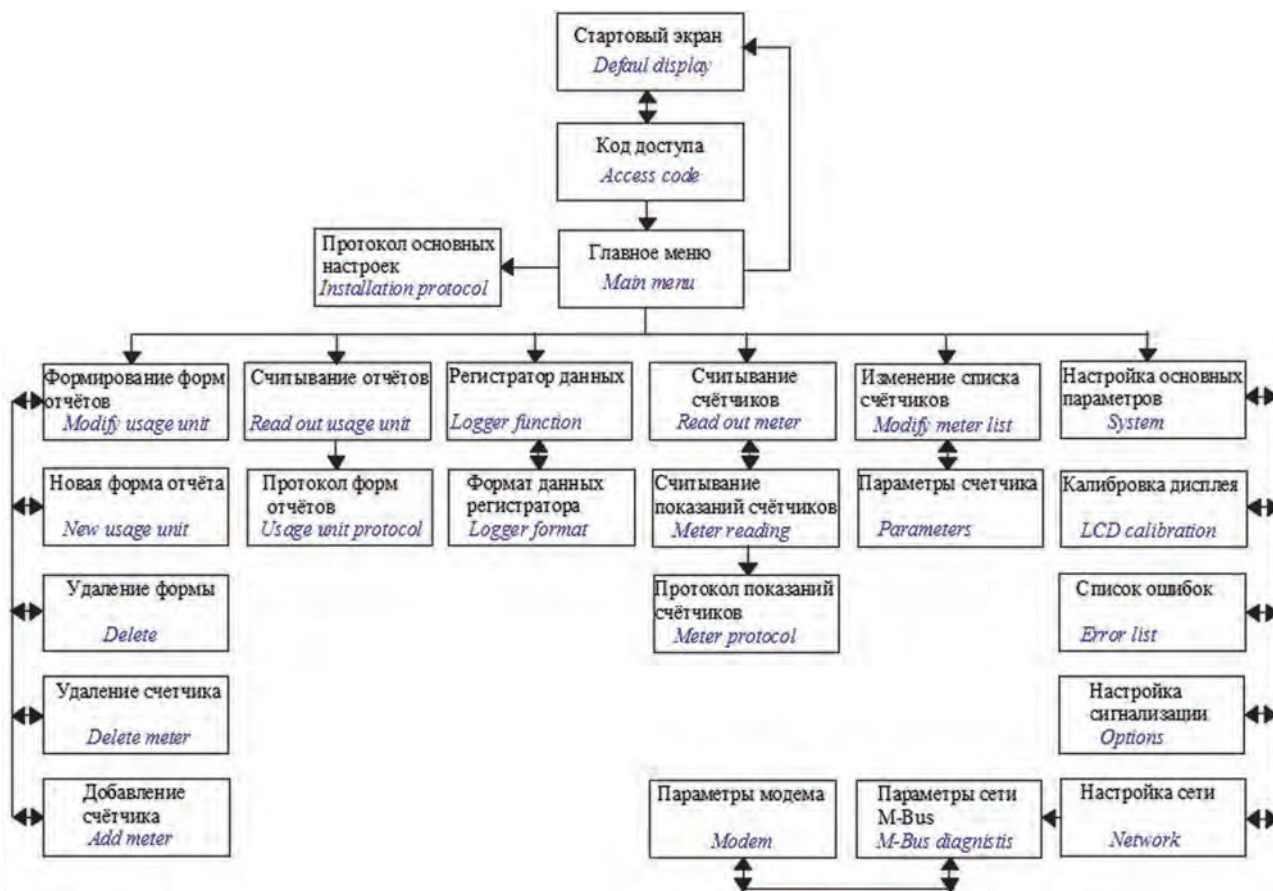 Стартовый экран
Defaul display
Код доступа
Access code
Главное меню
Main menu
Протокол основных
настроек
Installation protocol
Формирование форм
отчётов
Modify usage unit
Считывание отчётов
Read out usage unit
Регистратор данных
Logger function
Считывание
счётчиков
Read out meter
Изменение списка
счётчиков
Modify meter list
Настройка основных
параметров
System
Новая форма отчёта
New usage unit
Протокол форм
отчётов
Usage unit protocol
Формат данных
регистратора
Logger format
Считывание
показаний счётчиков
Meter reading
Параметры счетчика
Parameters
Калибровка дисплея
LCD calibration
Удаление формы
Delete
Протокол показаний
счётчиков
Meter protocol
Список ошибок
Error list
Удаление счетчика
Delete meter
Настройка
сигнализации
Options
Добавление
счётчика
Add meter
Параметры модема
Modem
Параметры сети
M-Bus
M-Bus diagnistis
Настройка сети
Network